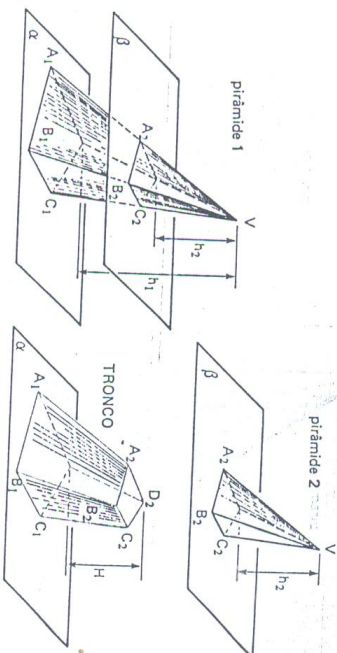 pirâmide 1
V
α
β
A₁
B₁
C₁
A₂
B₂
C₂
h₂
h₁
pirâmide 2
V
β
A₂
B₂
C₂
h₂
TRONCO
α
A₁
B₁
C₁
A₂
B₂
C₂
D₂
H